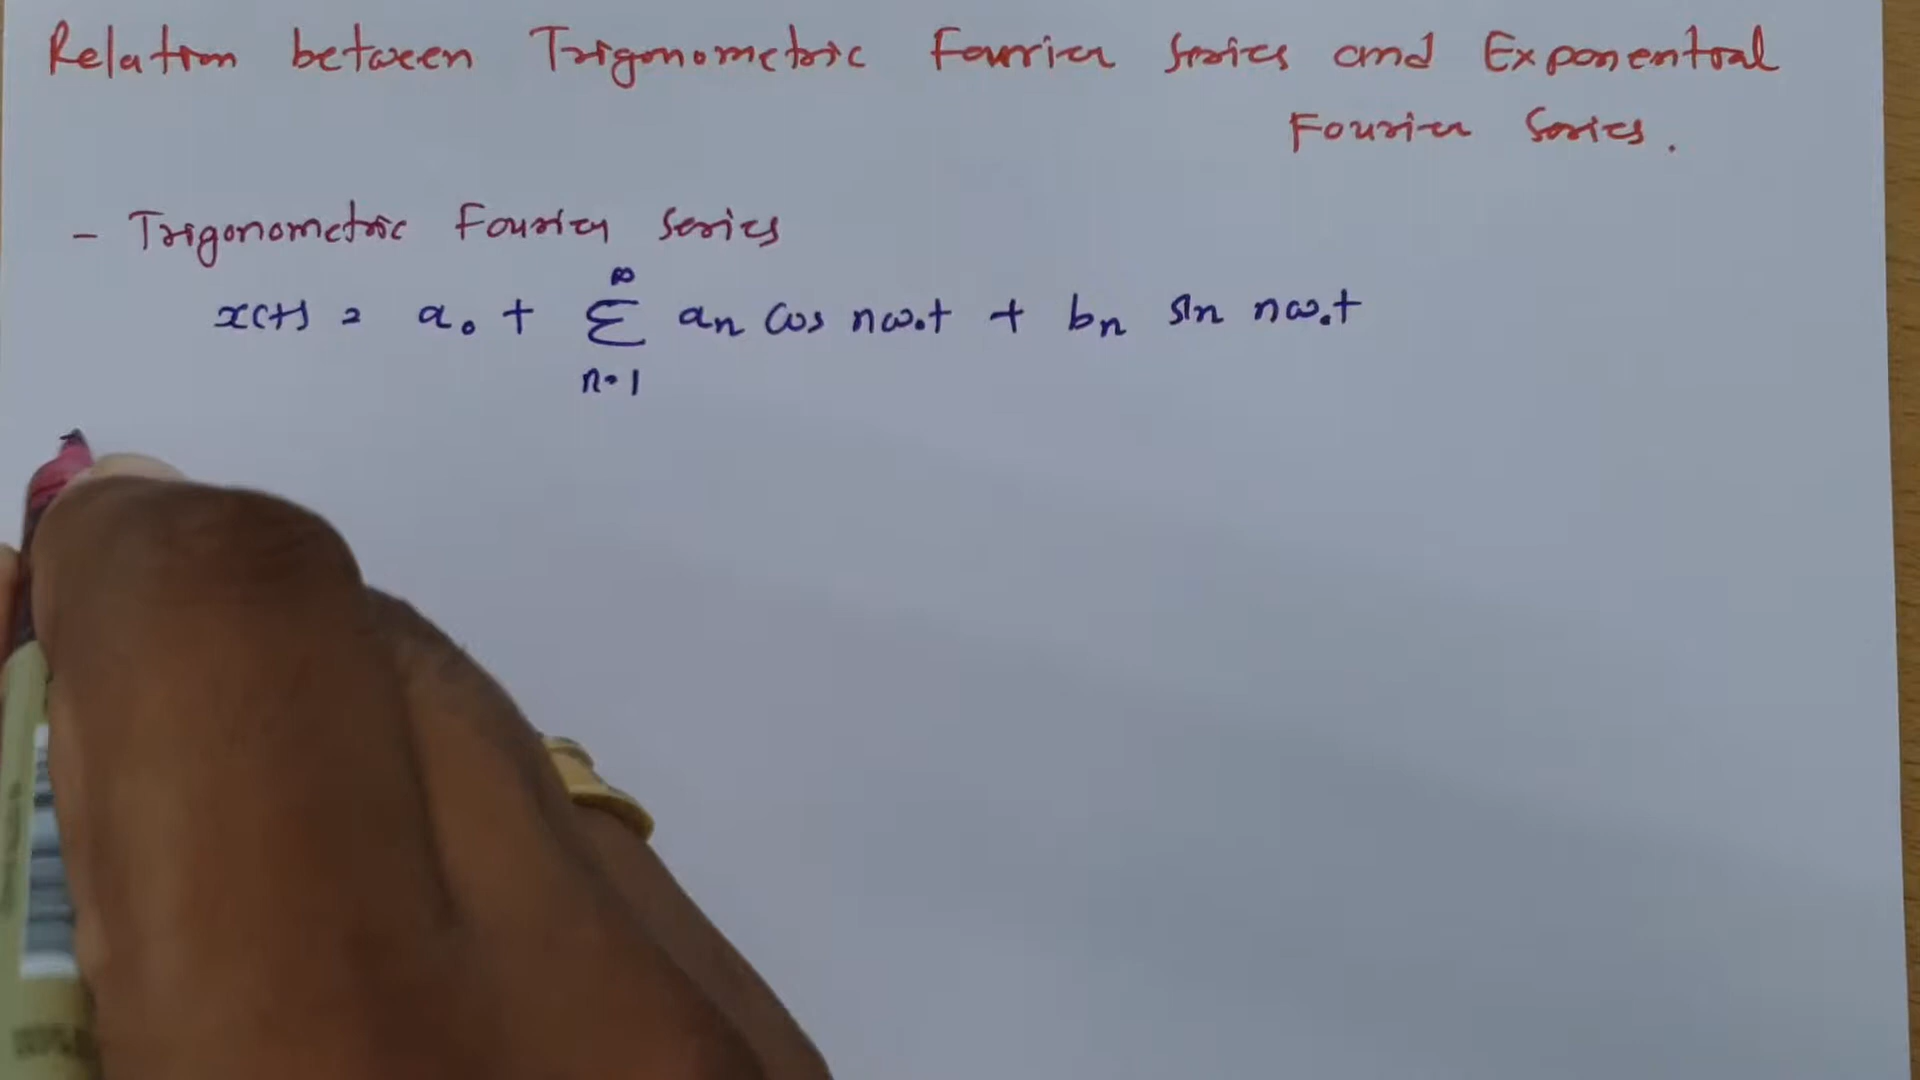 Relation between Trigonometric Fourier Series and Exponential
Fourier Series.
- Trigonometric Fourier Series
x(t) = a₀ + ∑ aₙ cos nω₀t + bₙ sin nω₀t
∞
n=1